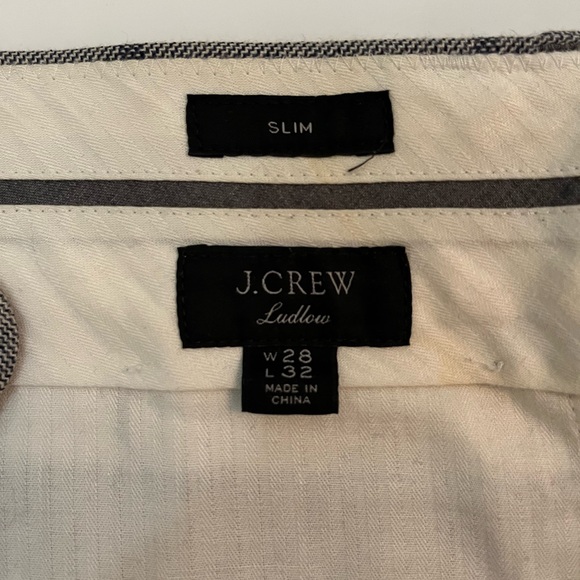 SLIM
J.CREW
Ludlow
W 28
L 32
MADE IN
CHINA